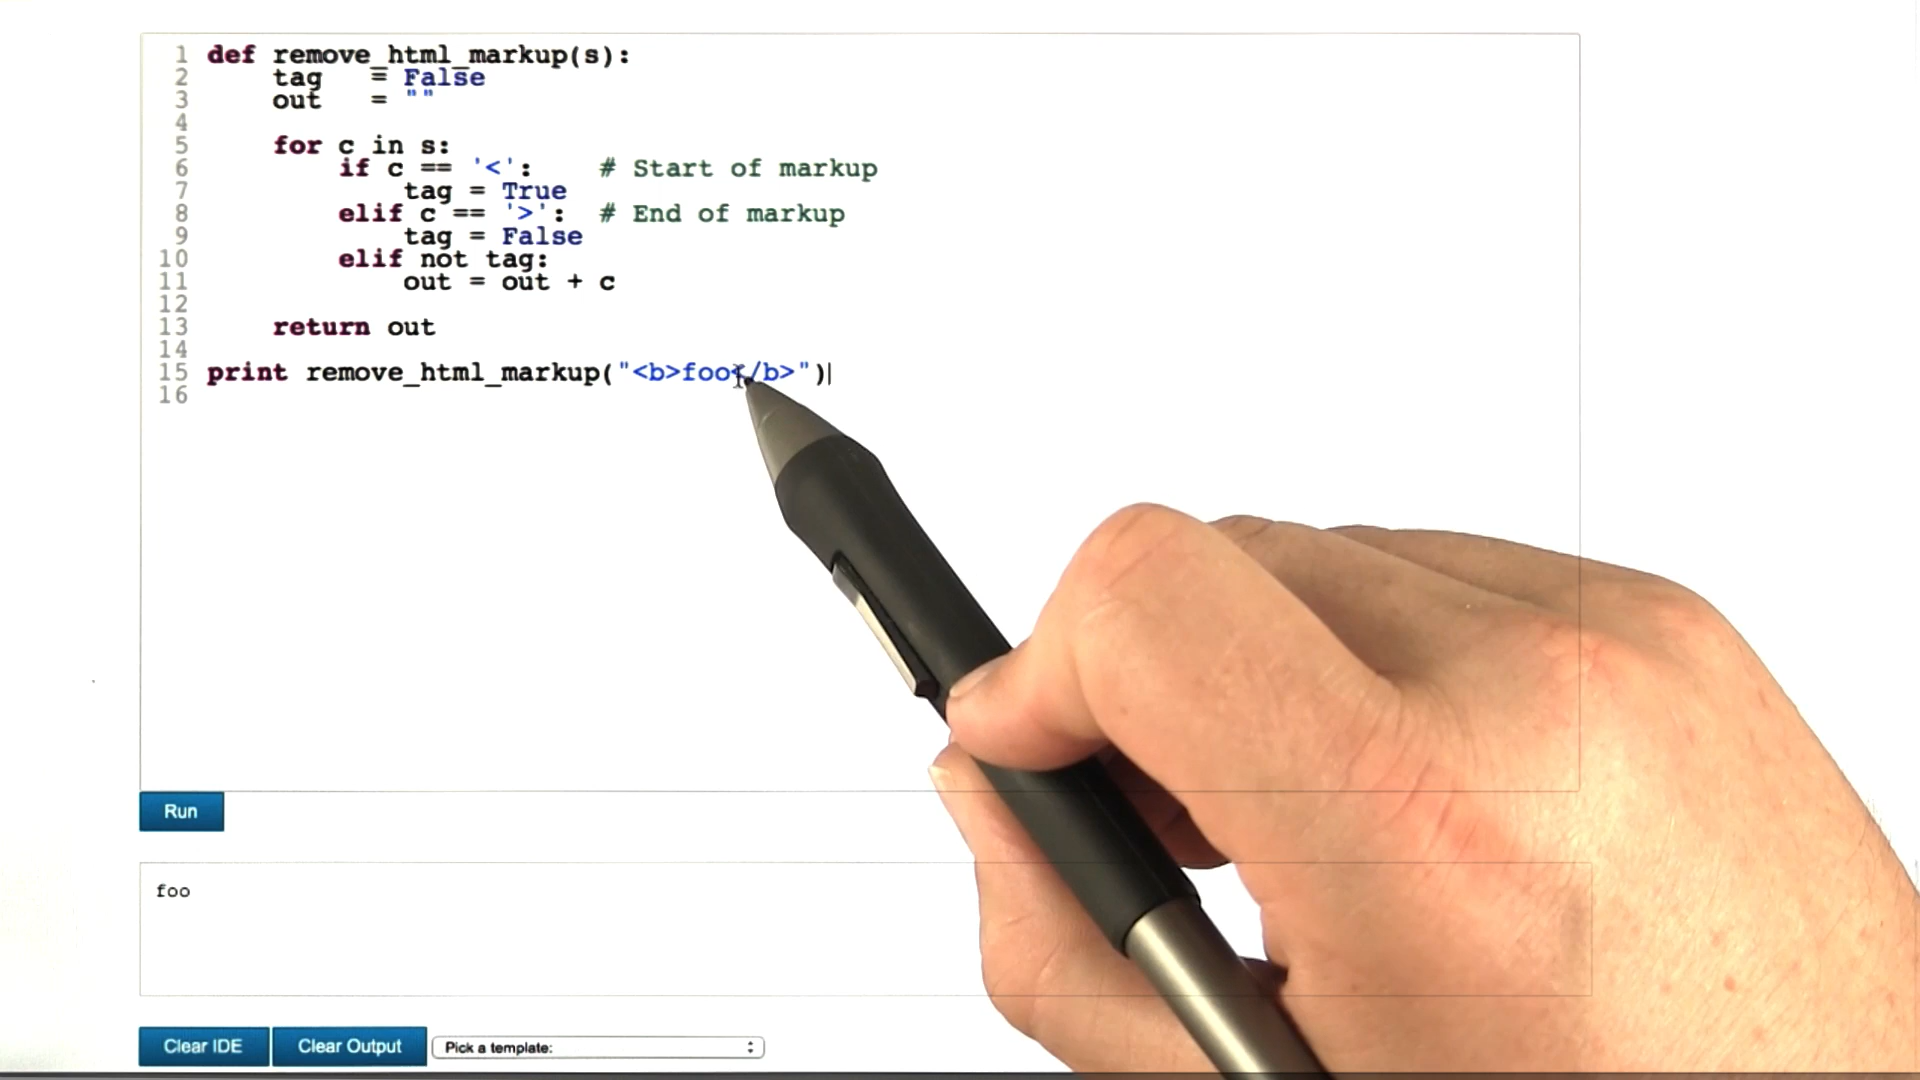 1 def remove_html_markup(s):
2     tag   = False
3     out   = ""
4
5     for c in s:
6         if c == '<':    # Start of markup
7             tag = True
8         elif c == '>':  # End of markup
9             tag = False
10         elif not tag:
11             out = out + c
12
13     return out
14
15 print remove_html_markup("<b>foo</b>")
16
Run
foo
Clear IDE Clear Output Pick a template: